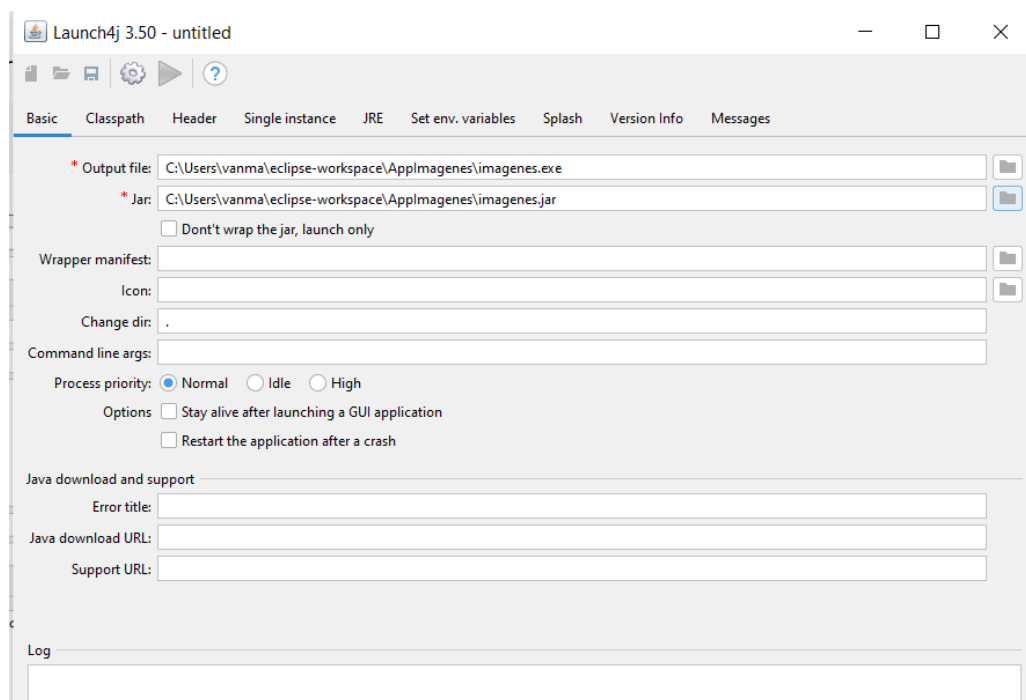 Launch4j 3.50 - untitled
Basic Classpath Header Single instance JRE Set env. variables Splash Version Info Messages
* Output file: C:\Users\vanma\eclipse-workspace\AppImagenes\imagenes.exe
* Jar: C:\Users\vanma\eclipse-workspace\AppImagenes\imagenes.jar
Dont't wrap the jar, launch only
Wrapper manifest:
Icon:
Change dir: .
Command line args:
Process priority: Normal Idle High
Options Stay alive after launching a GUI application
Restart the application after a crash
Java download and support
Error title:
Java download URL:
Support URL:
Log